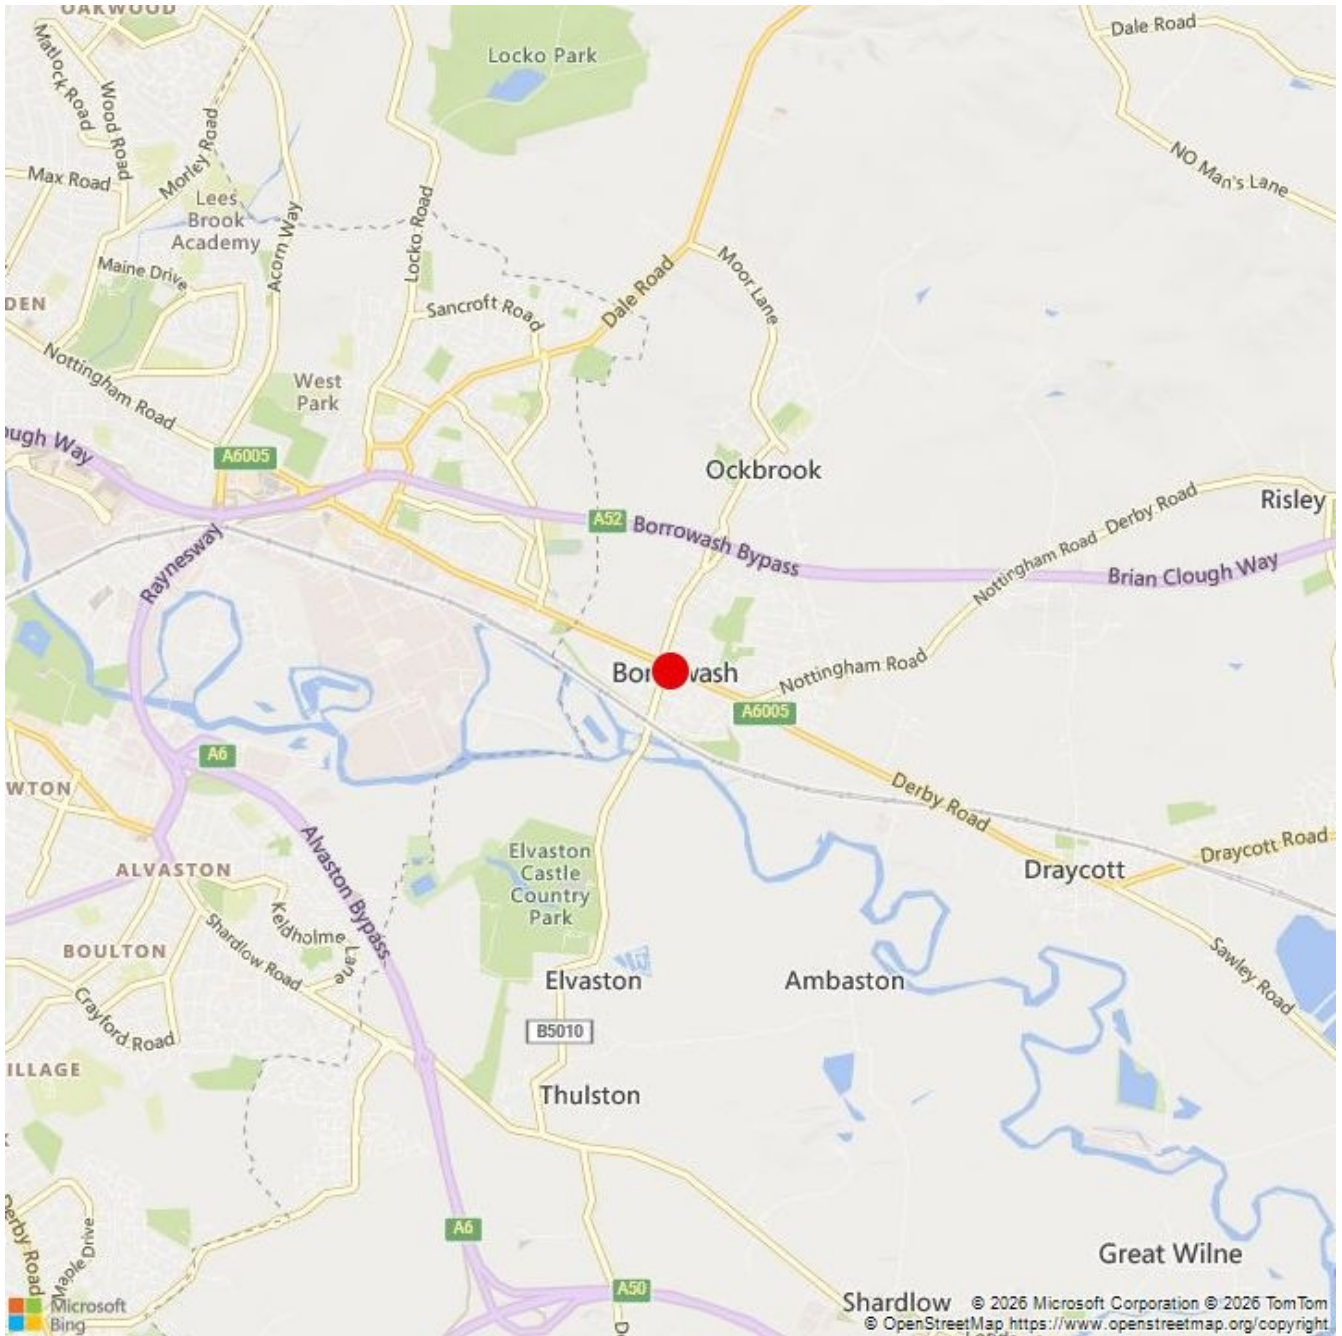 OAKWOOD
Locko Park
Dale Road
Matlock Road
Wood Road
Morley Road
Max Road
NO Man's Lane
Lees
Brook
Academy
Acorn Way
Locko Road
Maine Drive
Moor Lane
Dale Road
Sancroft Road
DEN
Nottingham Road
West
Park
ough Way
A6005
Ockbrook
Derby Road
Risley
A52
Borrowash Bypass
Nottingham Road
Brian Clough Way
Raynesway
Bor wash
Nottingham Road
A6005
A6
WTON
Derby Road
Alvaston Bypass
Elvaston
Castle
Country
Park
ALVASTON
Draycott
Draycott Road
Keldholme Lane
Shardlow Road
BOULTON
Elvaston
Ambaston
Sawley Road
Crayford Road
B5010
ILLAGE
Thulston
Derby Road
Maple Drive
A6
Great Wilne
A50
Shardlow
Microsoft
Bing
© 2026 Microsoft Corporation © 2026 TomTom
© OpenStreetMap https://www.openstreetmap.org/copyright